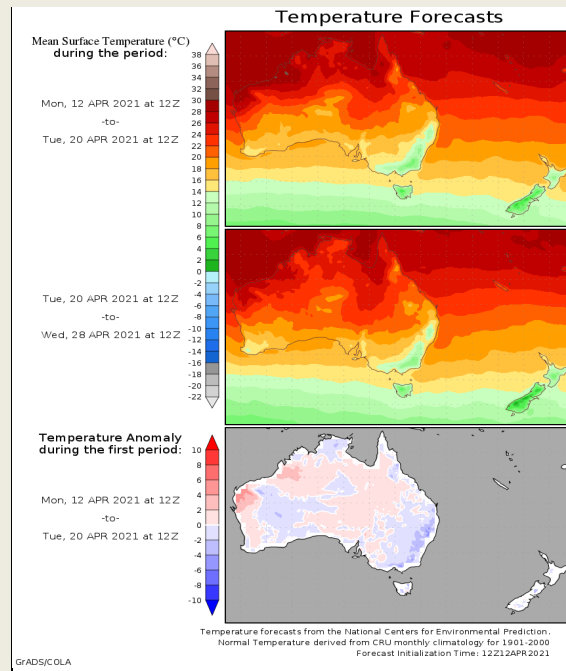 Temperature Forecasts
Mean Surface Temperature (°C)
during the period:
Mon, 12 APR 2021 at 12Z
-to-
Tue, 20 APR 2021 at 12Z
38
36
34
32
30
28
26
24
22
20
18
16
14
12
10
8
6
4
2
0
-2
-4
-6
-8
-10
-12
-14
-16
-18
-20
-22
Tue, 20 APR 2021 at 12Z
-to-
Wed, 28 APR 2021 at 12Z
Temperature Anomaly
during the first period:
Mon, 12 APR 2021 at 12Z
-to-
Tue, 20 APR 2021 at 12Z
10
8
6
4
2
0
-2
-4
-6
-8
-10
Temperature forecasts from the National Centers for Environmental Prediction.
Normal Temperature derived from CRU monthly climatology for 1901-2000
Forecast Initialization Time: 12Z12APR2021
GrADS/COLA